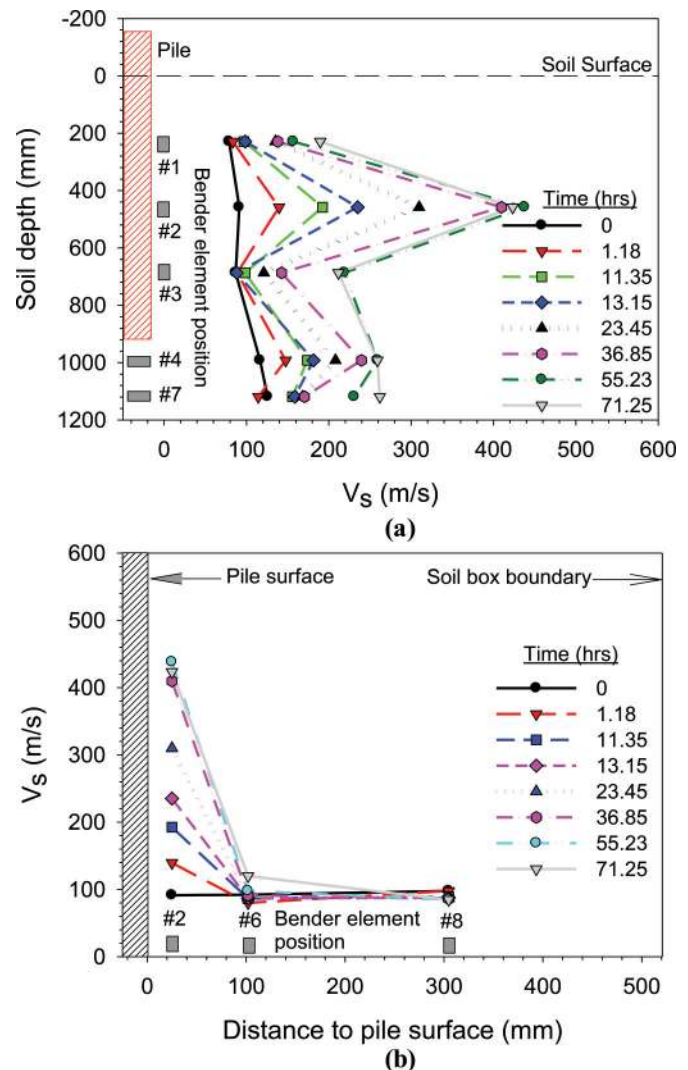 -200
0
200
400
600
800
1000
1200
Soil depth (mm)
Pile
Soil Surface
#1
#2
#3
#4
#7
Bender element position
Time (hrs)
0
1.18
11.35
13.15
23.45
36.85
55.23
71.25
0 100 200 300 400 500 600
VS (m/s)
(a)
600
500
400
300
200
100
0
VS (m/s)
Pile surface
Soil box boundary
Time (hrs)
0
1.18
11.35
13.15
23.45
36.85
55.23
71.25
#2 #6 Bender element #8
position
0 100 200 300 400 500
Distance to pile surface (mm)
(b)